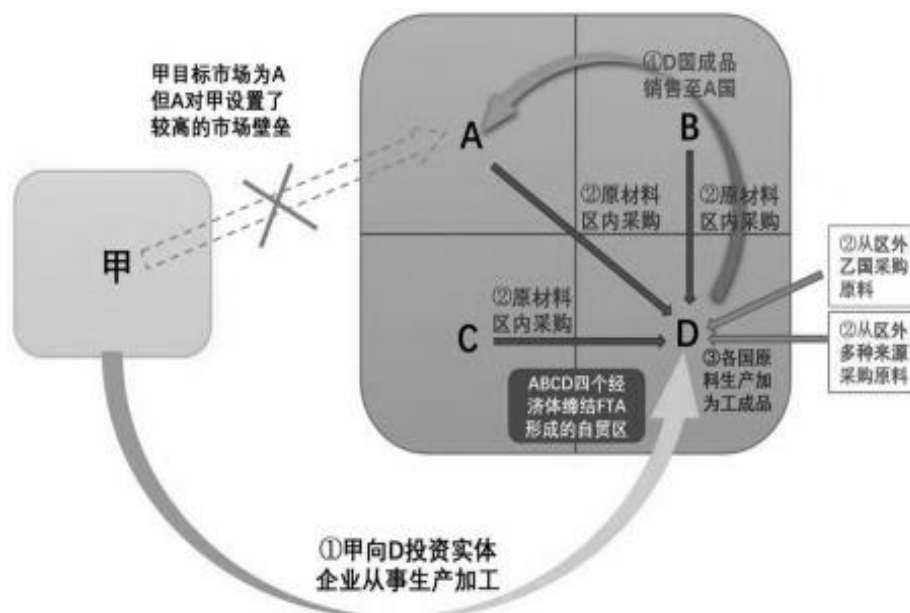 甲目标市场为A
但A对甲设置了
较高的市场壁垒
④D国成品
销售至A国
A
B
②原材料
区内采购
②原材料
区内采购
甲
②从区外
乙国采购
原料
②原材料
区内采购
C
D
②从区外
多种来源
采购原料
③各国原
料生产加
为工成品
ABCD四个经
济体缔结FTA
形成的自贸区
①甲向D投资实体
企业从事生产加工